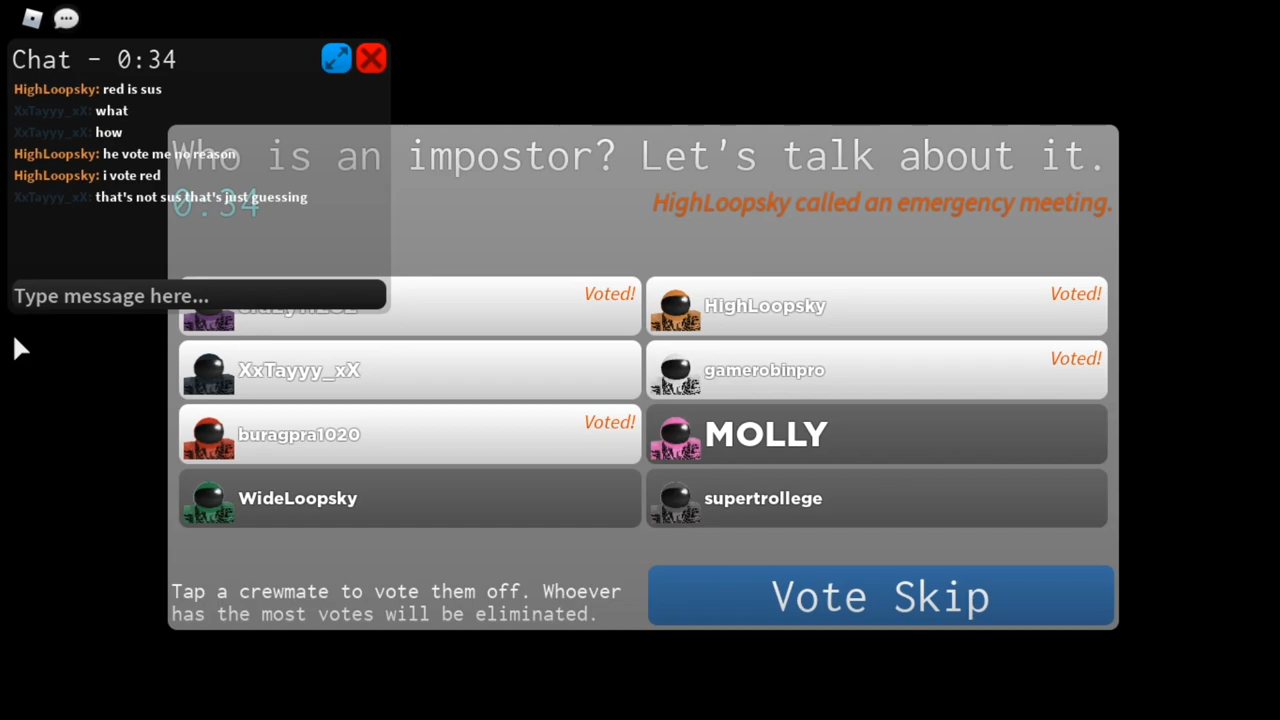 Chat - 0:34
HighLoopsky: red is sus
XxTayyy_xX: what
XxTayyy_xX: how
HighLoopsky: he vote me no reason
HighLoopsky: i vote red
XxTayyy_xX: that's not sus that's just guessing
Type message here...
Who is an impostor? Let's talk about it.
0:34
HighLoopsky called an emergency meeting.
Voted!
HighLoopsky
Voted!
XxTayyy_xX
gamerobinpro
Voted!
buragpra1020
Voted!
MOLLY
WideLoopsky
supertrollege
Tap a crewmate to vote them off. Whoever
has the most votes will be eliminated.
Vote Skip